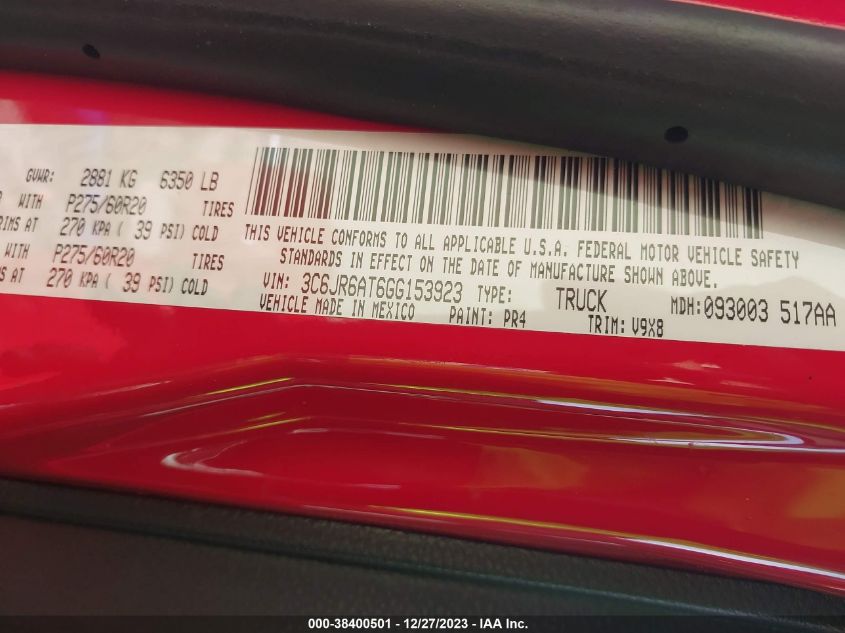 GVWR: 2881 KG 6350 LB
WITH P275/60R20 TIRES
RIMS AT 270 KPA ( 39 PSI) COLD
WITH P275/60R20 TIRES
AT 270 KPA ( 39 PSI) COLD
THIS VEHICLE CONFORMS TO ALL APPLICABLE U.S.A. FEDERAL MOTOR VEHICLE SAFETY
STANDARDS IN EFFECT ON THE DATE OF MANUFACTURE SHOWN ABOVE.
VIN: 3C6JR6AT6GG153923 TYPE: TRUCK MDH:093003 517AA
VEHICLE MADE IN MEXICO PAINT: PR4 TRIM: V9X8
000-38400501 - 12/27/2023 - IAA Inc.